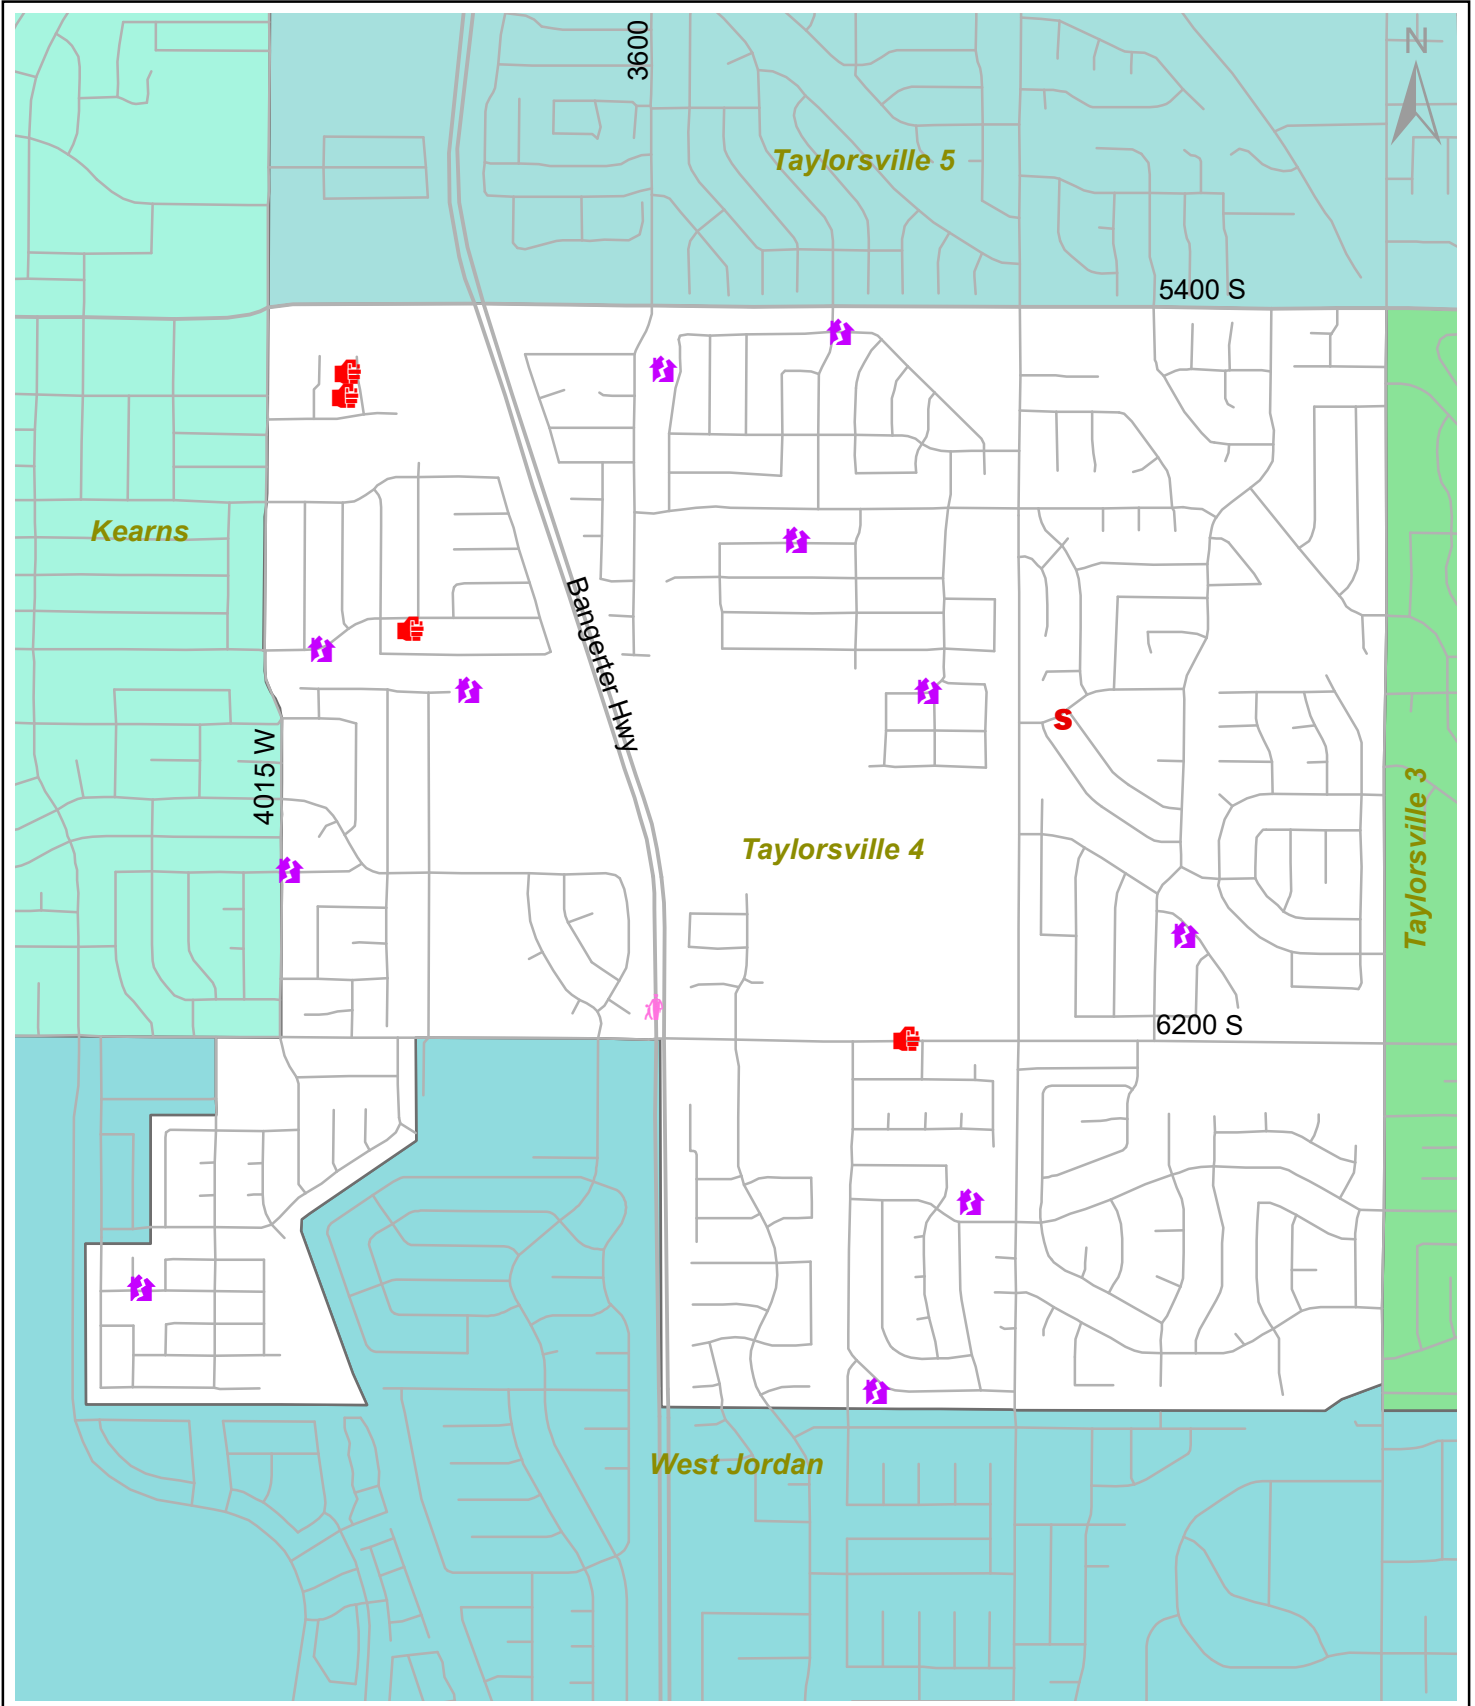 3600
N
Taylorsville 5
5400 S
Kearns
Bangerter Hwy
S
4015 W
Taylorsville 4
Taylorsville 3
6200 S
West Jordan